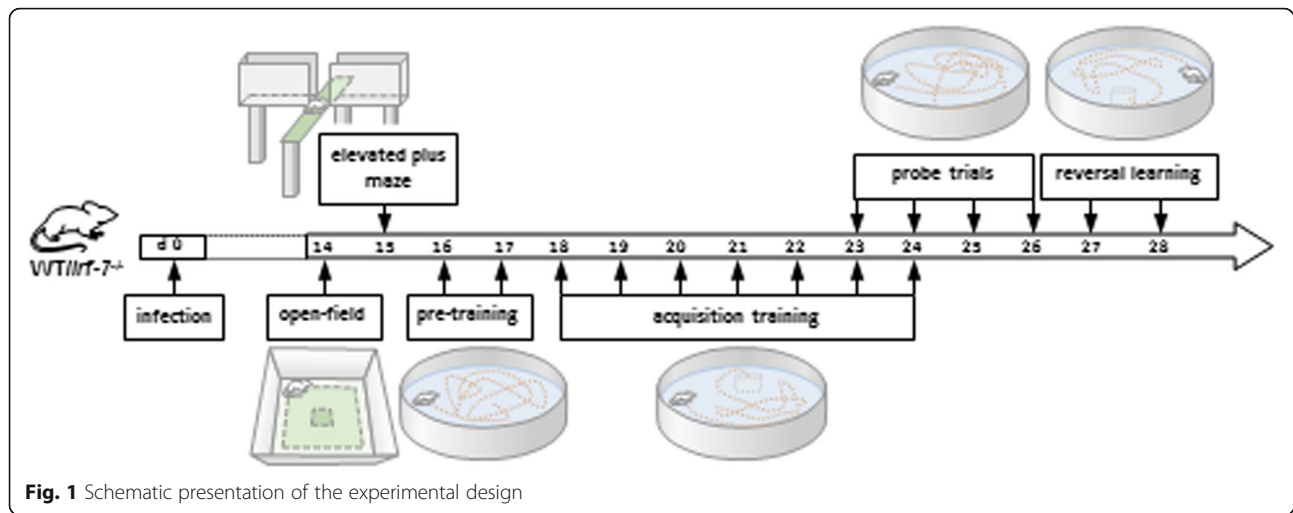 elevated plus
maze
probe trials
reversal learning
d 0
14 15 16 17 18 19 20 21 22 23 24 25 26 27 28
WT/Irf-7-/-
infection
open-field
pre-training
acquisition training
Fig. 1 Schematic presentation of the experimental design